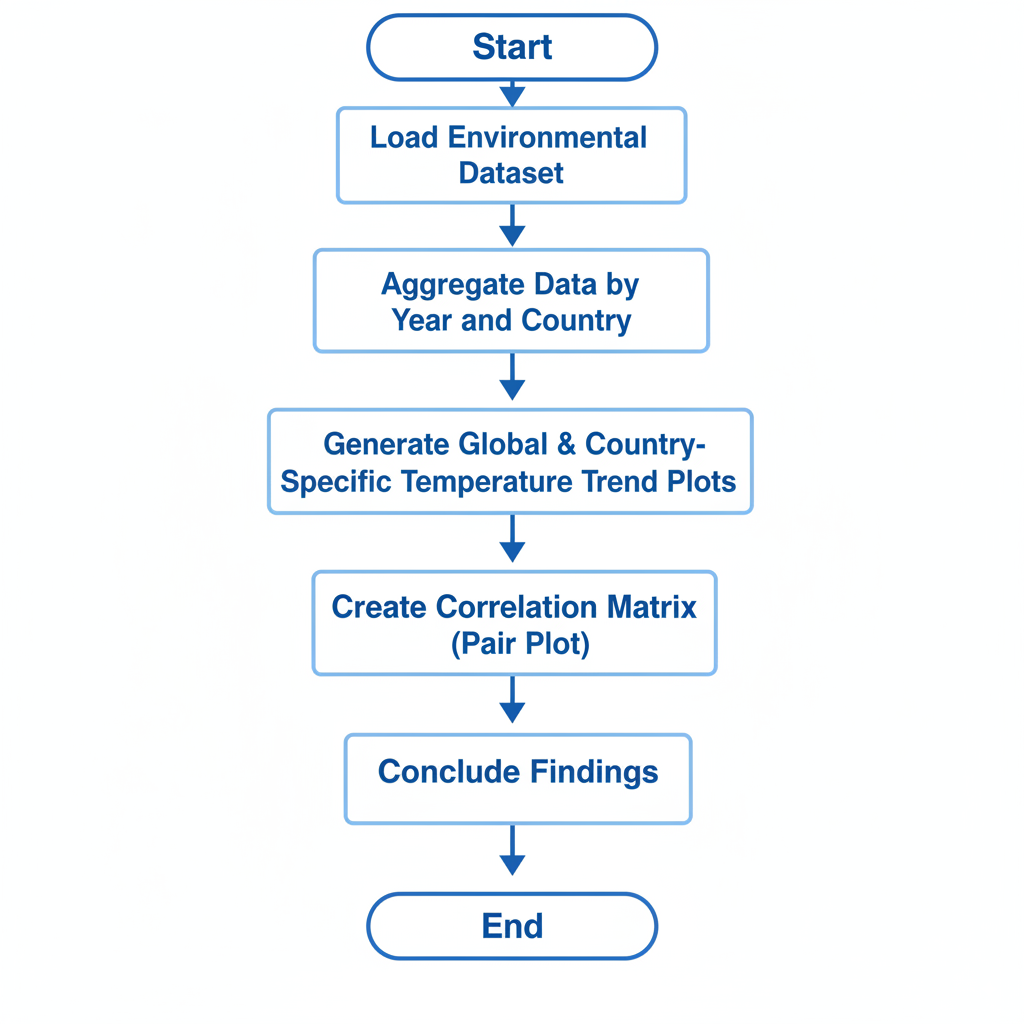 Start
Load Environmental
Dataset
Aggregate Data by
Year and Country
Generate Global & Country-
Specific Temperature Trend Plots
Create Correlation Matrix
(Pair Plot)
Conclude Findings
End